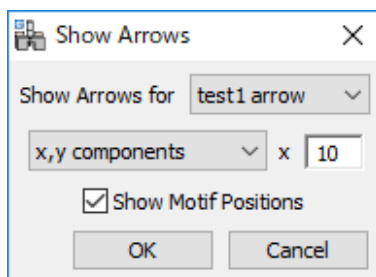 Show Arrows
Show Arrows for test1 arrow
x,y components x 10
Show Motif Positions
OK Cancel